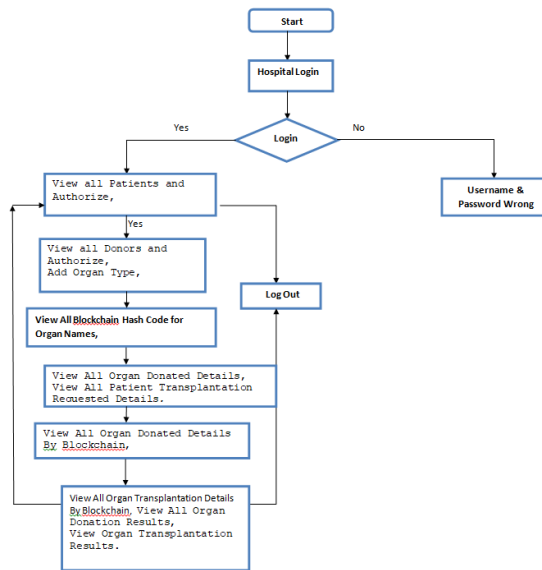 Start
Hospital Login
Login
Yes
No
Username &
Password Wrong
View all Patients and
Authorize,
Yes
View all Donors and
Authorize,
Add Organ Type,
Log Out
View All Blockchain Hash Code for
Organ Names,
View All Organ Donated Details,
View All Patient Transplantation
Requested Details.
View All Organ Donated Details
By Blockchain,
View All Organ Transplantation Details
By Blockchain, View All Organ
Donation Results,
View Organ Transplantation
Results.